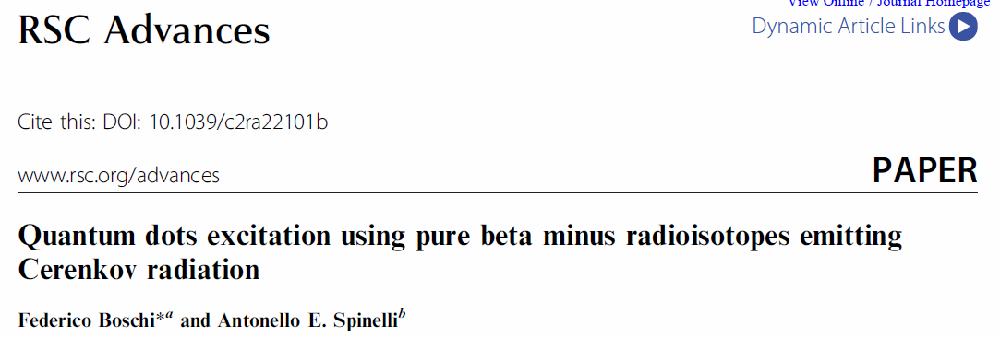 View Online / Journal Homepage
RSC Advances
Dynamic Article Links
Cite this: DOI: 10.1039/c2ra22101b
www.rsc.org/advances
PAPER
Quantum dots excitation using pure beta minus radioisotopes emitting
Cerenkov radiation
Federico Boschi*a and Antonello E. Spinellib